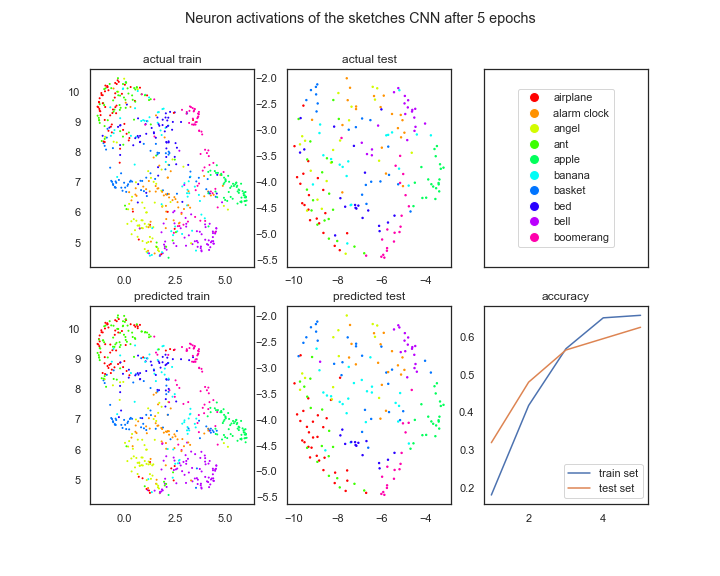 Neuron activations of the sketches CNN after 5 epochs
actual train
10
9
8
7
6
5
0.0 2.5 5.0
actual test
−2.0
−2.5
−3.0
−3.5
−4.0
−4.5
−5.0
−5.5
−10 −8 −6 −4
airplane
alarm clock
angel
ant
apple
banana
basket
bed
bell
boomerang
predicted train
10
9
8
7
6
5
0.0 2.5 5.0
predicted test
−2.0
−2.5
−3.0
−3.5
−4.0
−4.5
−5.0
−5.5
−10 −8 −6 −4
accuracy
0.6
0.5
0.4
0.3
0.2
2 4
train set
test set